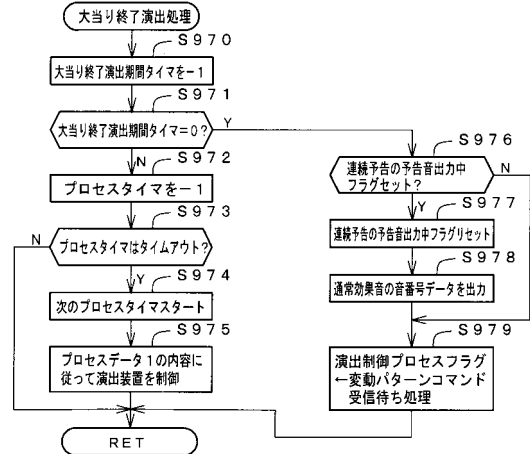 大当り終了演出処理
S970
大当り終了演出期間タイマを−1
S971
大当り終了演出期間タイマ=0?
Y
N
S972
プロセスタイマを−1
S973
N
プロセスタイマはタイムアウト?
Y
S974
次のプロセスタイマスタート
S975
プロセスデータ1の内容に
従って演出装置を制御
RET
S976
連続予告の予告音出力中
フラグセット?
N
Y
S977
連続予告の予告音出力中フラグリセット
S978
通常効果音の音番号データを出力
S979
演出制御プロセスフラグ
←変動パターンコマンド
受信待ち処理